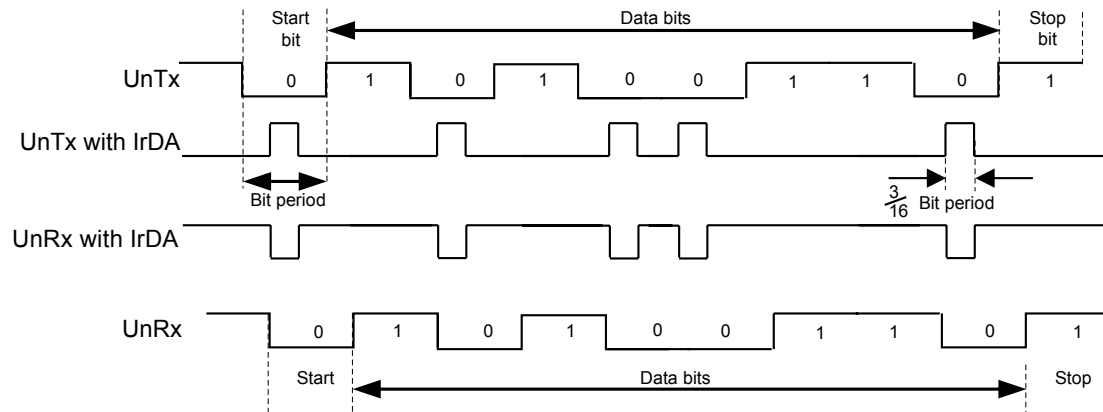 Start bit
Data bits
Stop bit
UnTx
0 1 0 1 0 0 1 1 0 1
UnTx with IrDA
Bit period
3/16 Bit period
UnRx with IrDA
UnRx
0 1 0 1 0 0 1 1 0 1
Start
Data bits
Stop